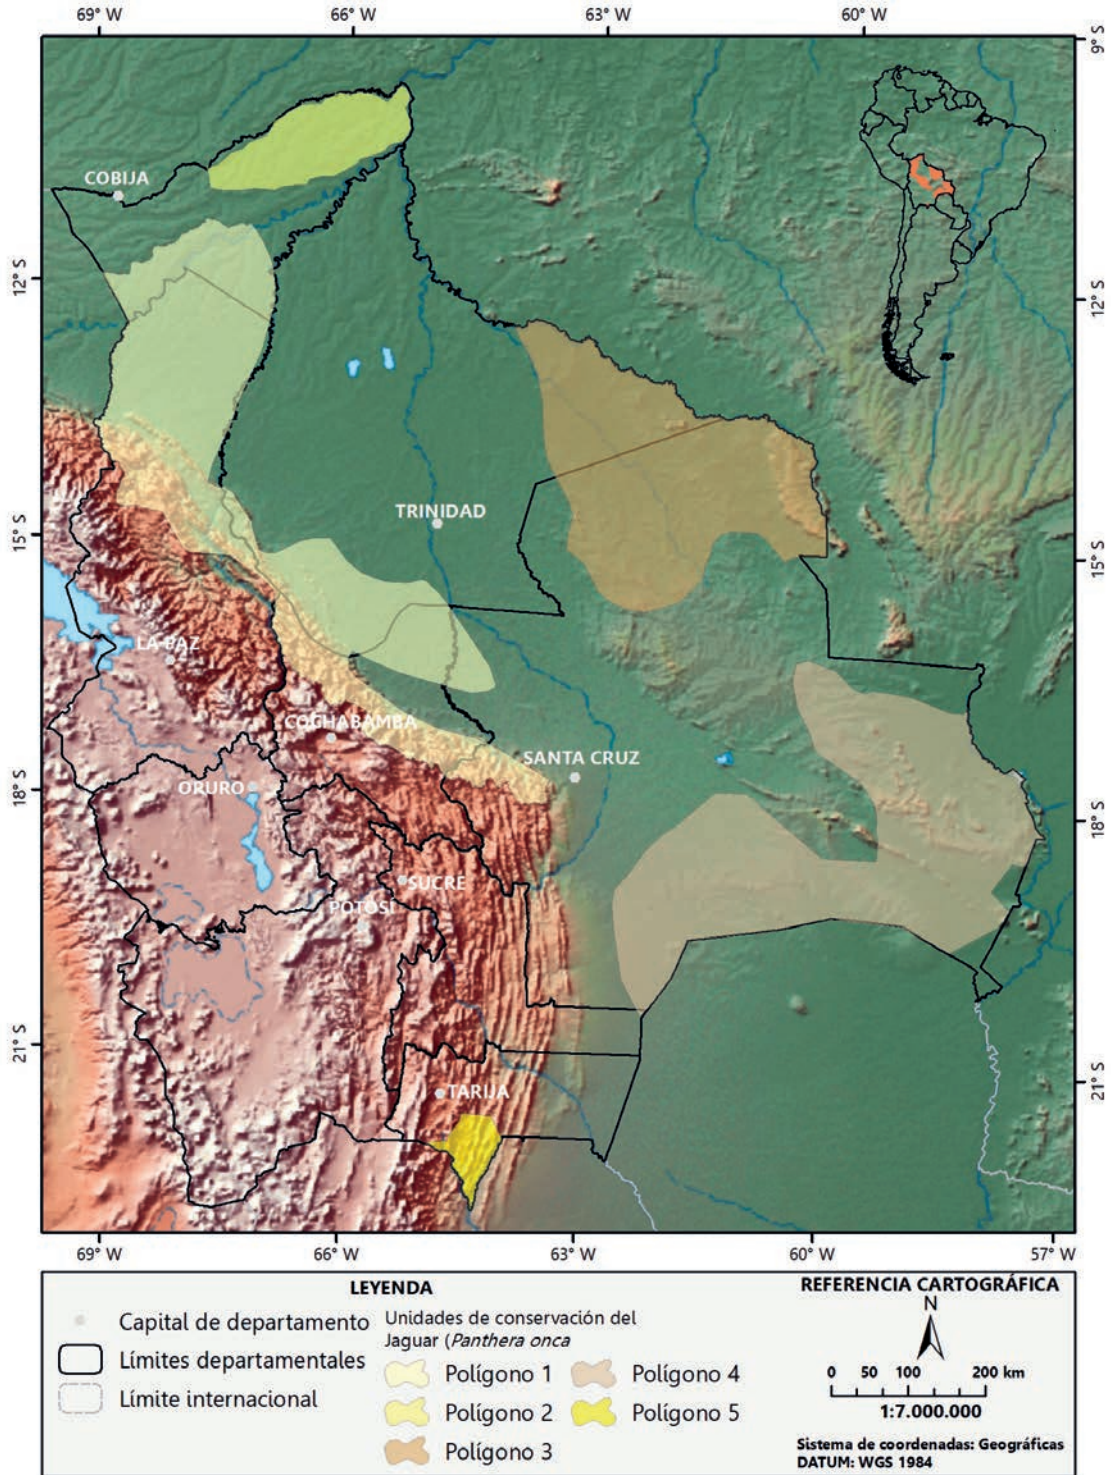 69° W 66° W 63° W 60° W
9° S
COBIJA
12° S 12° S
TRINIDAD
15° S 15° S
LA PAZ
COCHABAMBA
SANTA CRUZ
ORURO
18° S 18° S
SUCRE
POTOSÍ
21° S 21° S
TARIJA
69° W 66° W 63° W 60° W 57° W
LEYENDA
Capital de departamento
Límites departamentales
Límite internacional
Unidades de conservación del
Jaguar (Panthera onca
Polígono 1
Polígono 2
Polígono 3
Polígono 4
Polígono 5
REFERENCIA CARTOGRÁFICA
N
0 50 100 200 km
1:7.000.000
Sistema de coordenadas: Geográficas
DATUM: WGS 1984